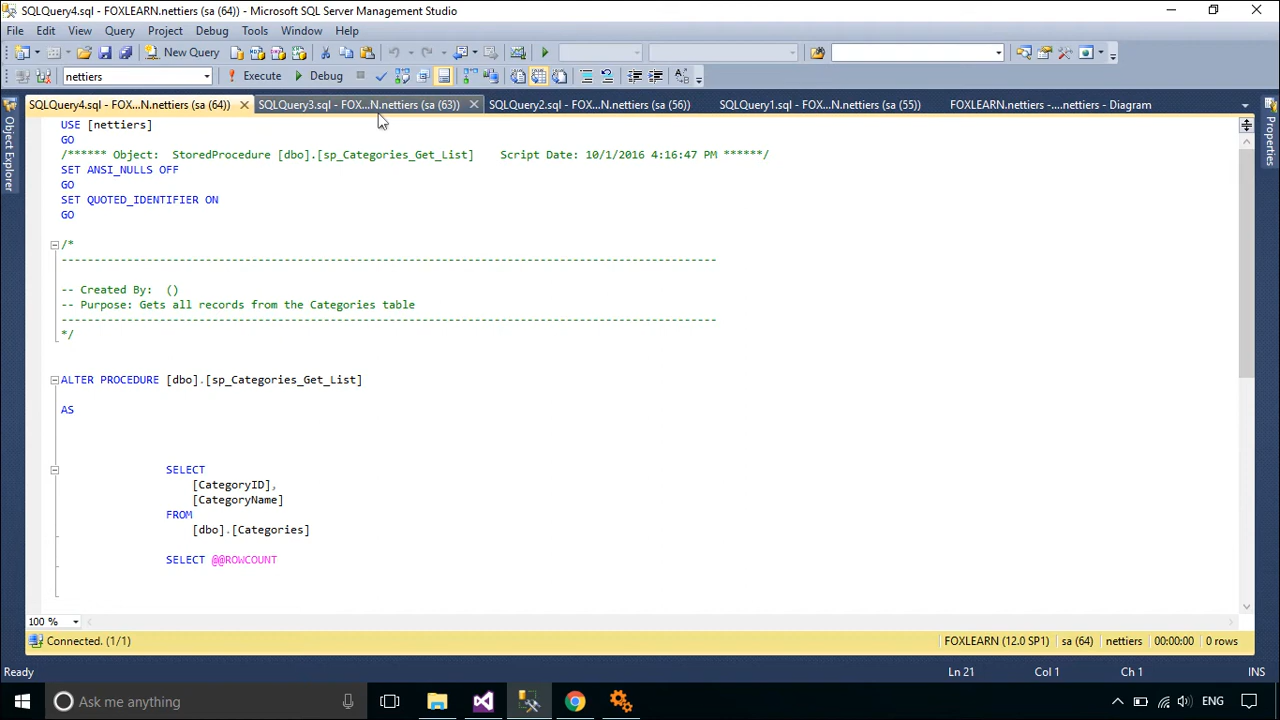 SQLQuery4.sql - FOXLEARN.nettiers (sa (64)) - Microsoft SQL Server Management Studio
File Edit View Query Project Debug Tools Window Help
New Query
nettiers Execute Debug
SQLQuery4.sql - FOX...N.nettiers (sa (64)) SQLQuery3.sql - FOX...N.nettiers (sa (63)) SQLQuery2.sql - FOX...N.nettiers (sa (56)) SQLQuery1.sql - FOX...N.nettiers (sa (55)) FOXLEARN.nettiers -....nettiers - Diagram
Object Explorer
Properties
USE [nettiers]
GO
/****** Object:  StoredProcedure [dbo].[sp_Categories_Get_List]    Script Date: 10/1/2016 4:16:47 PM ******/
SET ANSI_NULLS OFF
GO
SET QUOTED_IDENTIFIER ON
GO
/*
----------------------------------------------------------------------------------------------------
-- Created By:  ()
-- Purpose: Gets all records from the Categories table
----------------------------------------------------------------------------------------------------
*/
ALTER PROCEDURE [dbo].[sp_Categories_Get_List]
AS
SELECT
[CategoryID],
[CategoryName]
FROM
[dbo].[Categories]
SELECT @@ROWCOUNT
100 %
Connected. (1/1) FOXLEARN (12.0 SP1) sa (64) nettiers 00:00:00 0 rows
Ready Ln 21 Col 1 Ch 1 INS
Ask me anything ENG